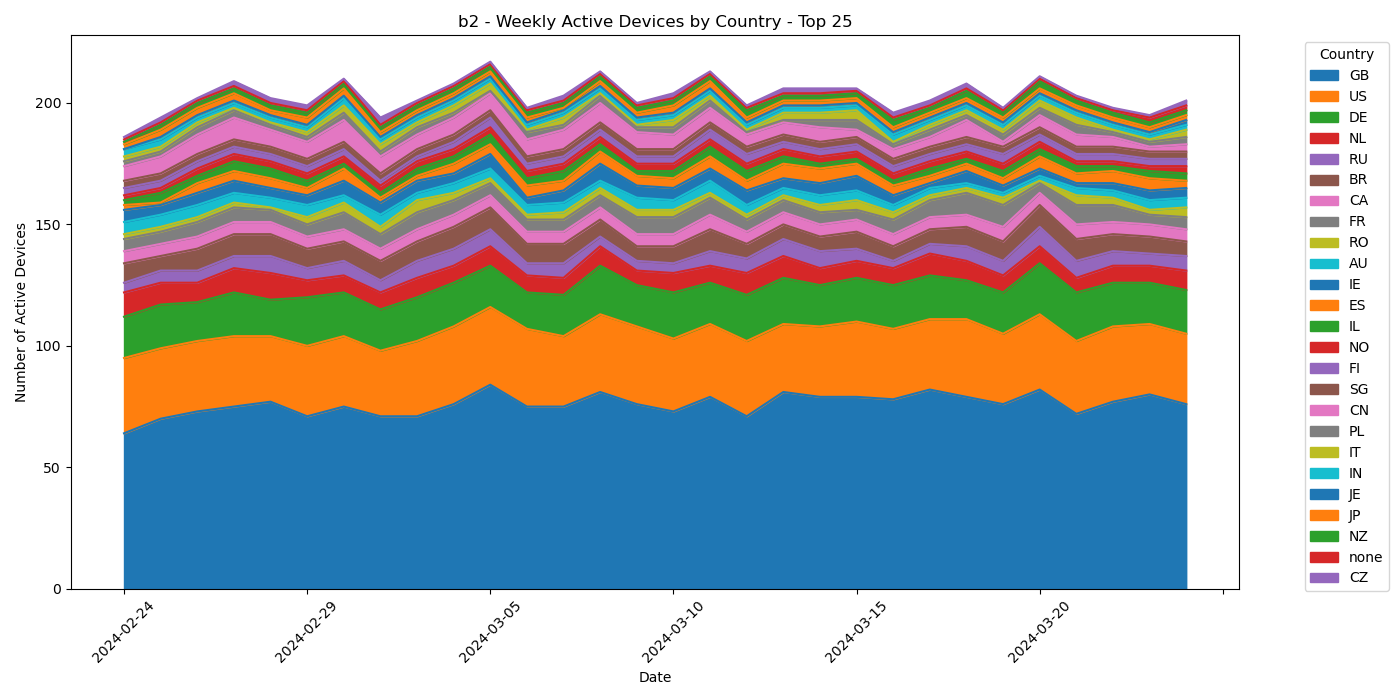 b2 - Weekly Active Devices by Country - Top 25
Number of Active Devices
200
150
100
50
0
2024-02-24
2024-02-29
2024-03-05
2024-03-10
2024-03-15
2024-03-20
Date
Country
GB
US
DE
NL
RU
BR
CA
FR
RO
AU
IE
ES
IL
NO
FI
SG
CN
PL
IT
IN
JE
JP
NZ
none
CZ